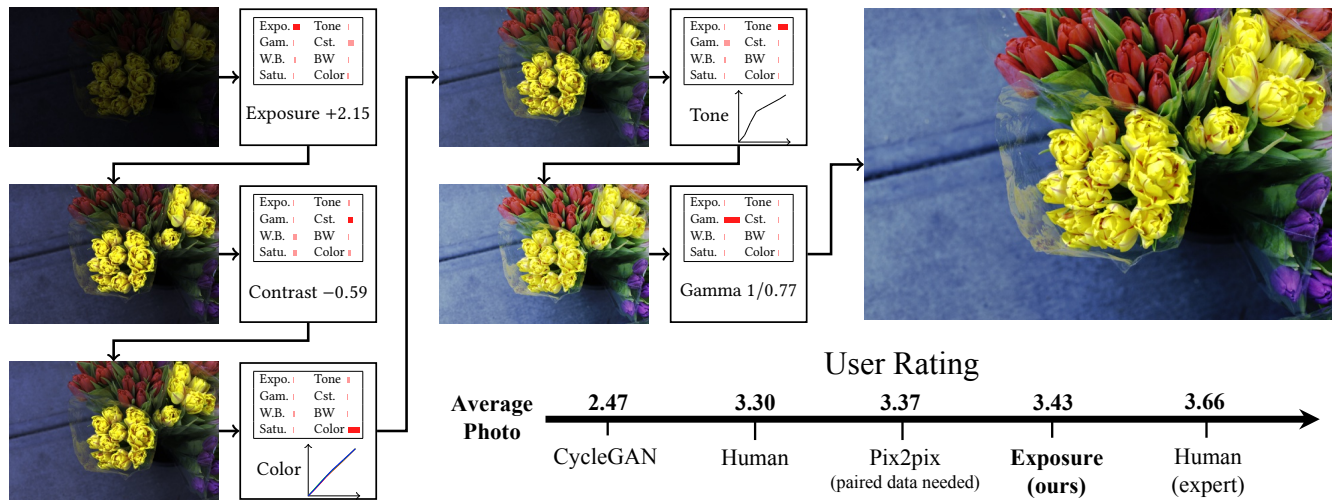 Expo. Tone
Gam. Cst.
W.B. BW
Satu. Color
Exposure +2.15
Expo. Tone
Gam. Cst.
W.B. BW
Satu. Color
Contrast −0.59
Expo. Tone
Gam. Cst.
W.B. BW
Satu. Color
Color
Expo. Tone
Gam. Cst.
W.B. BW
Satu. Color
Tone
Expo. Tone
Gam. Cst.
W.B. BW
Satu. Color
Gamma 1/0.77
User Rating
Average
Photo
2.47 3.30 3.37 3.43 3.66
CycleGAN Human Pix2pix Exposure Human
(paired data needed) (ours) (expert)